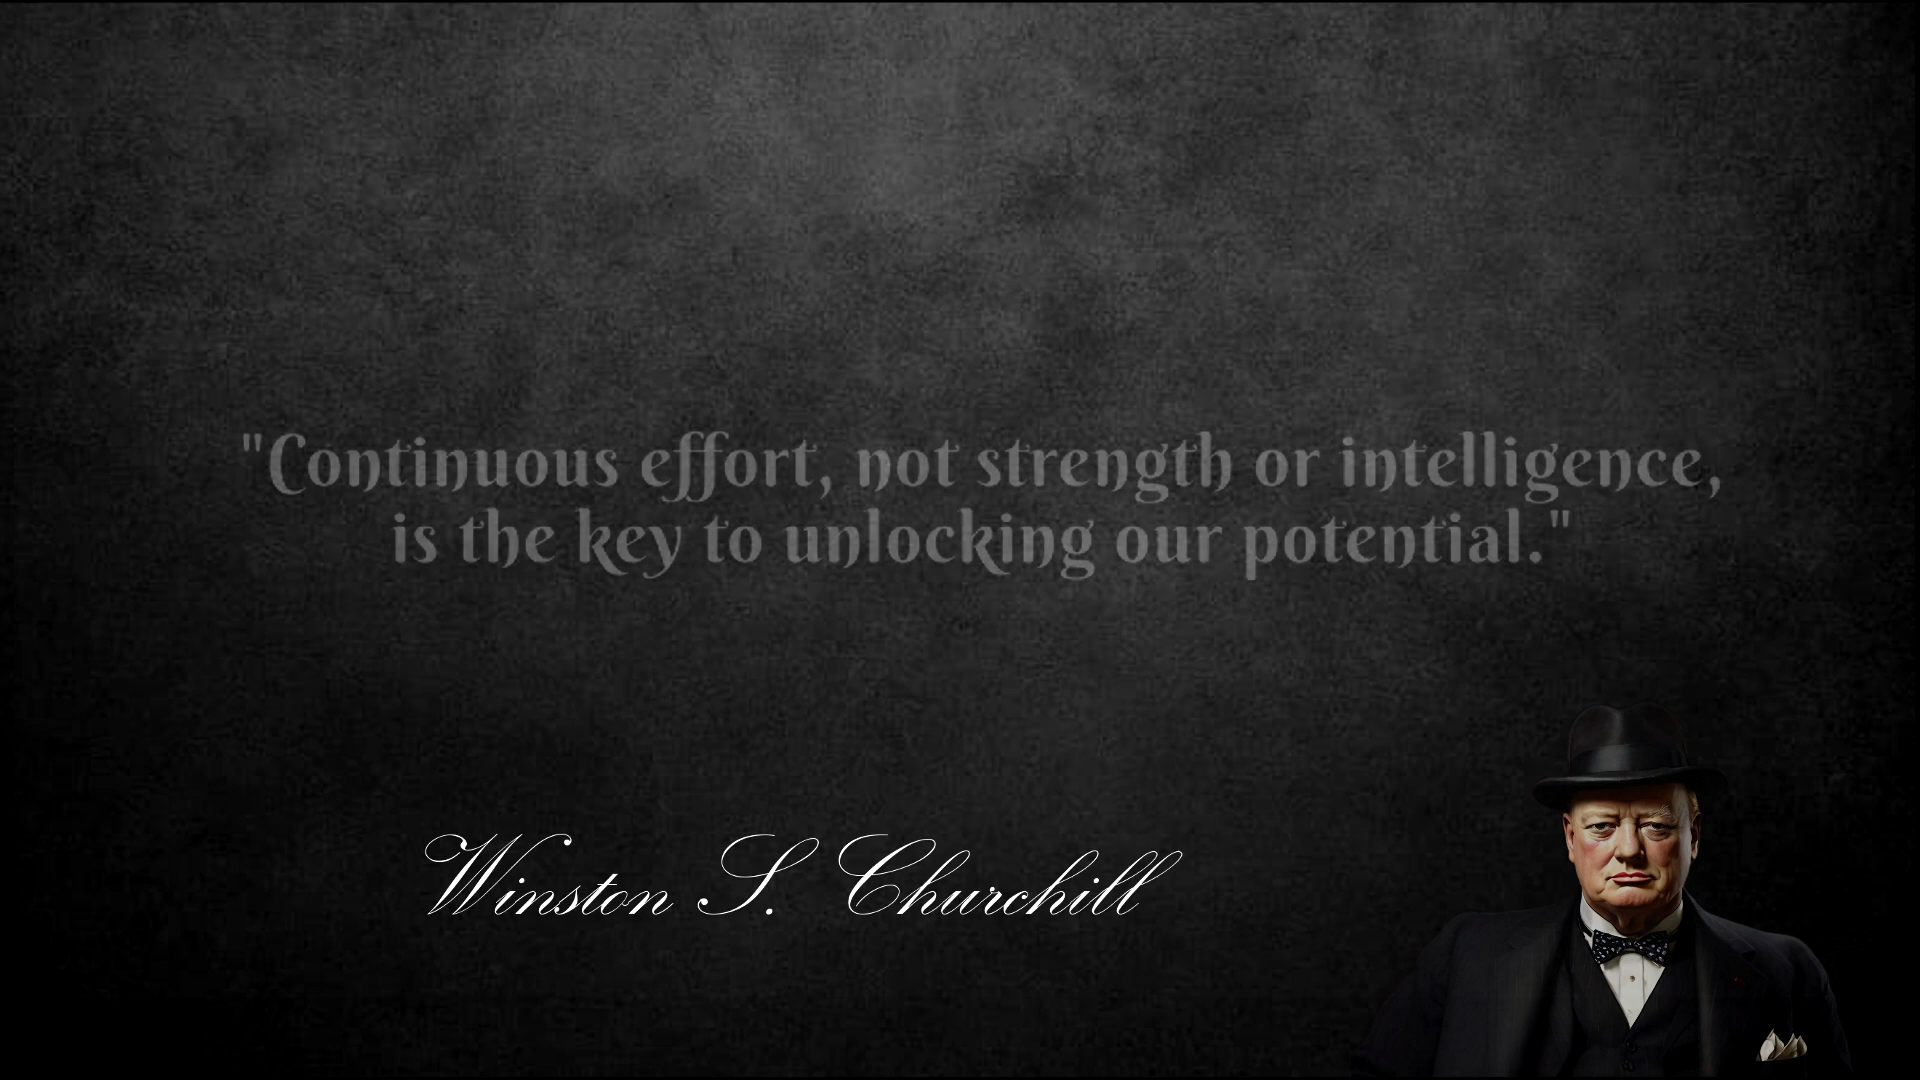 "Continuous effort, not strength or intelligence,
is the key to unlocking our potential."
Winston S. Churchill